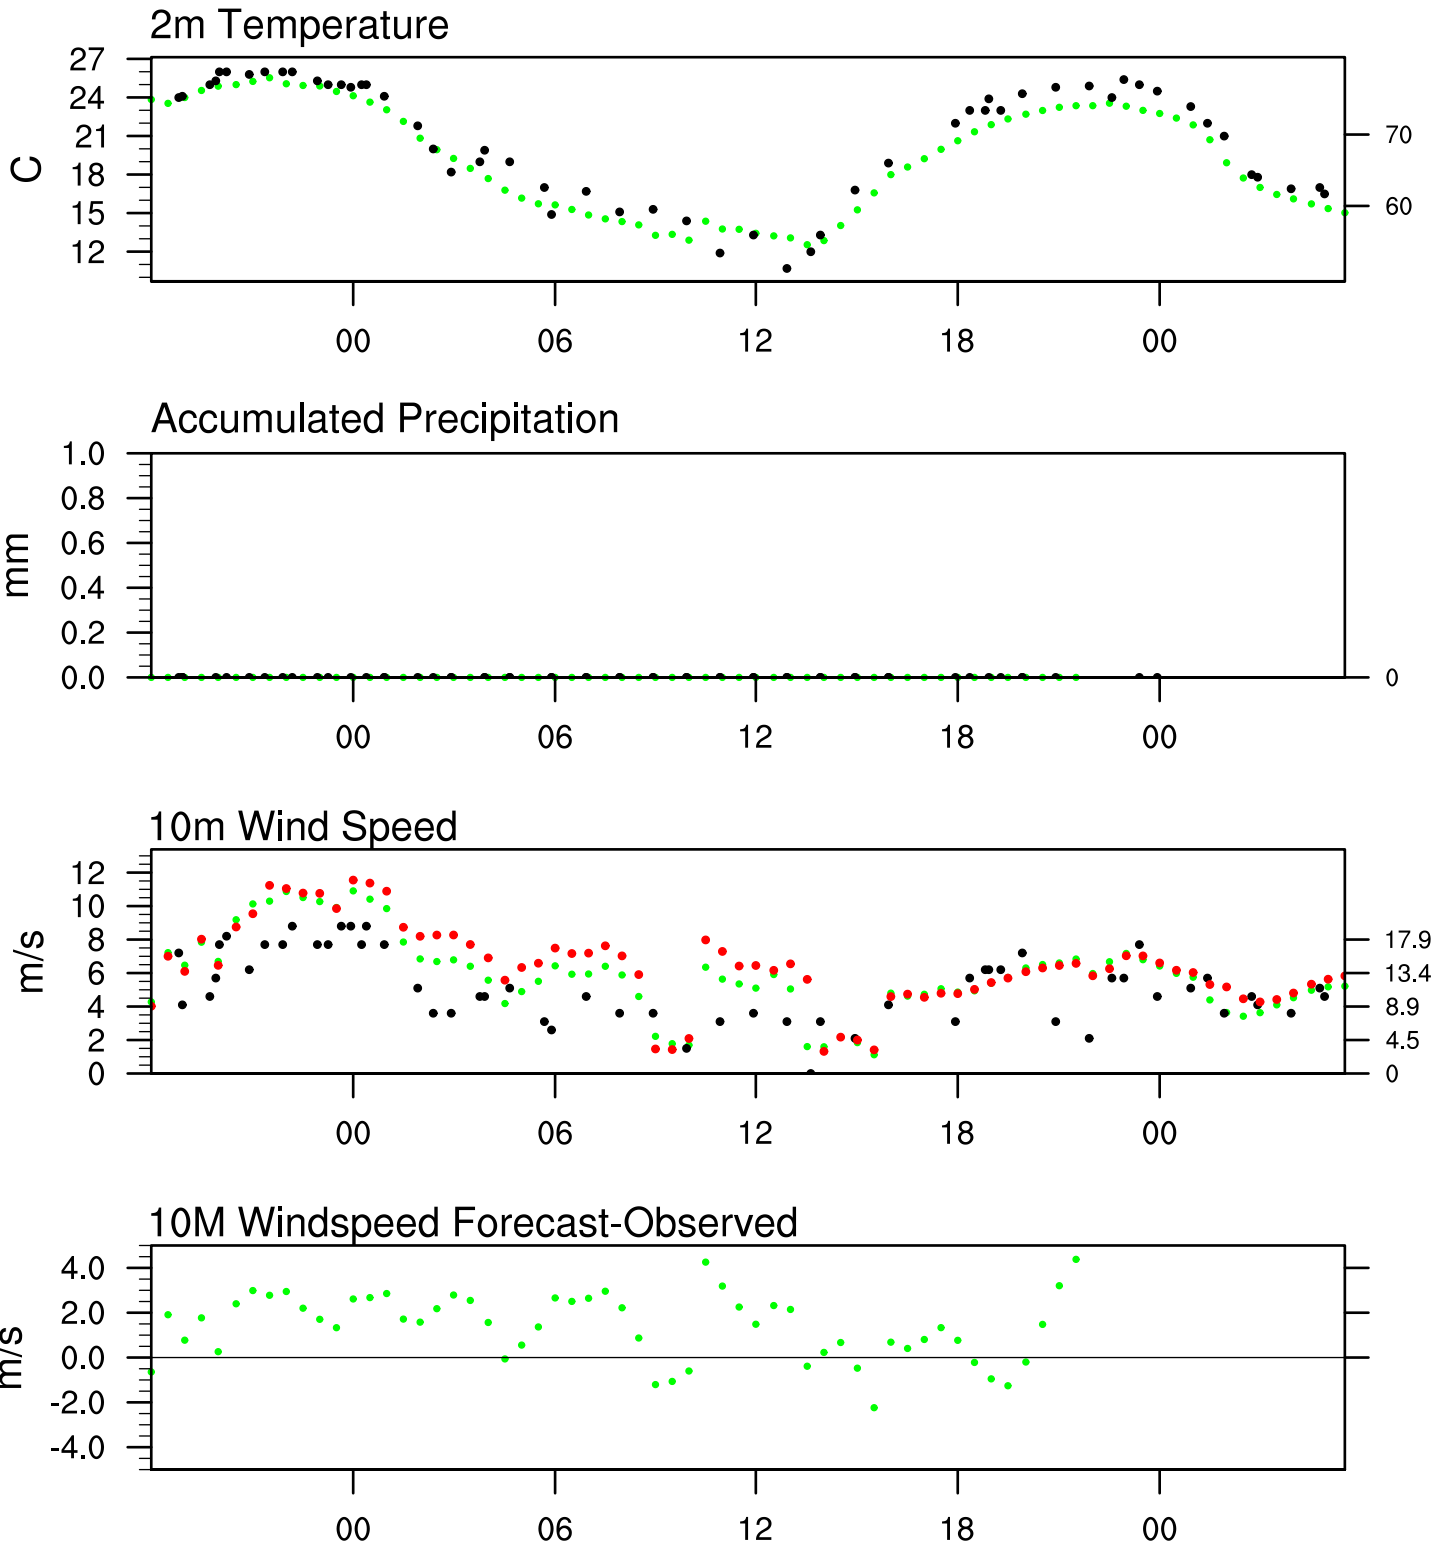 2m Temperature
27
24
21
18
15
12
C
70
60
00 06 12 18 00
Accumulated Precipitation
1.0
0.8
0.6
0.4
0.2
0.0
mm
0
00 06 12 18 00
10m Wind Speed
12
10
8
6
4
2
0
m/s
17.9
13.4
8.9
4.5
0
00 06 12 18 00
10M Windspeed Forecast-Observed
4.0
2.0
0.0
-2.0
-4.0
m/s
00 06 12 18 00